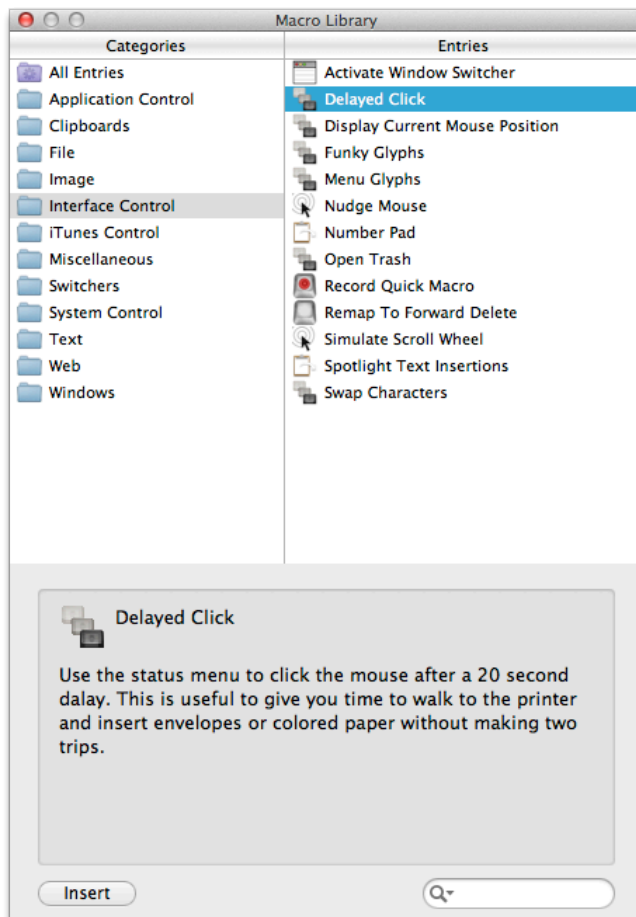 Macro Library
Categories
All Entries
Application Control
Clipboards
File
Image
Interface Control
iTunes Control
Miscellaneous
Switchers
System Control
Text
Web
Windows
Entries
Activate Window Switcher
Delayed Click
Display Current Mouse Position
Funky Glyphs
Menu Glyphs
Nudge Mouse
Number Pad
Open Trash
Record Quick Macro
Remap To Forward Delete
Simulate Scroll Wheel
Spotlight Text Insertions
Swap Characters
Delayed Click
Use the status menu to click the mouse after a 20 second
dalay. This is useful to give you time to walk to the printer
and insert envelopes or colored paper without making two
trips.
Insert